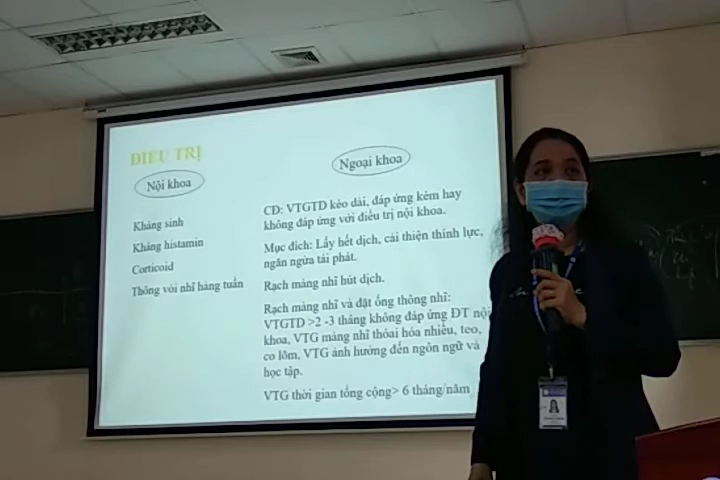 ĐIỀU TRỊ
Nội khoa
Kháng sinh
Kháng histamin
Corticoid
Thông vòi nhĩ hàng tuần
Ngoại khoa
CĐ: VTGTD kéo dài, đáp ứng kém hay
không đáp ứng với điều trị nội khoa.
Mục đích: Lấy hết dịch, cải thiện thính lực,
ngăn ngừa tái phát.
Rạch màng nhĩ hút dịch.
Rạch màng nhĩ và đặt ống thông nhĩ:
VTGTD >2 -3 tháng không đáp ứng ĐT nội
khoa, VTG màng nhĩ thóai hóa nhiều, teo,
co lõm, VTG ảnh hưởng đến ngôn ngữ và
học tập.
VTG thời gian tổng cộng> 6 tháng/năm